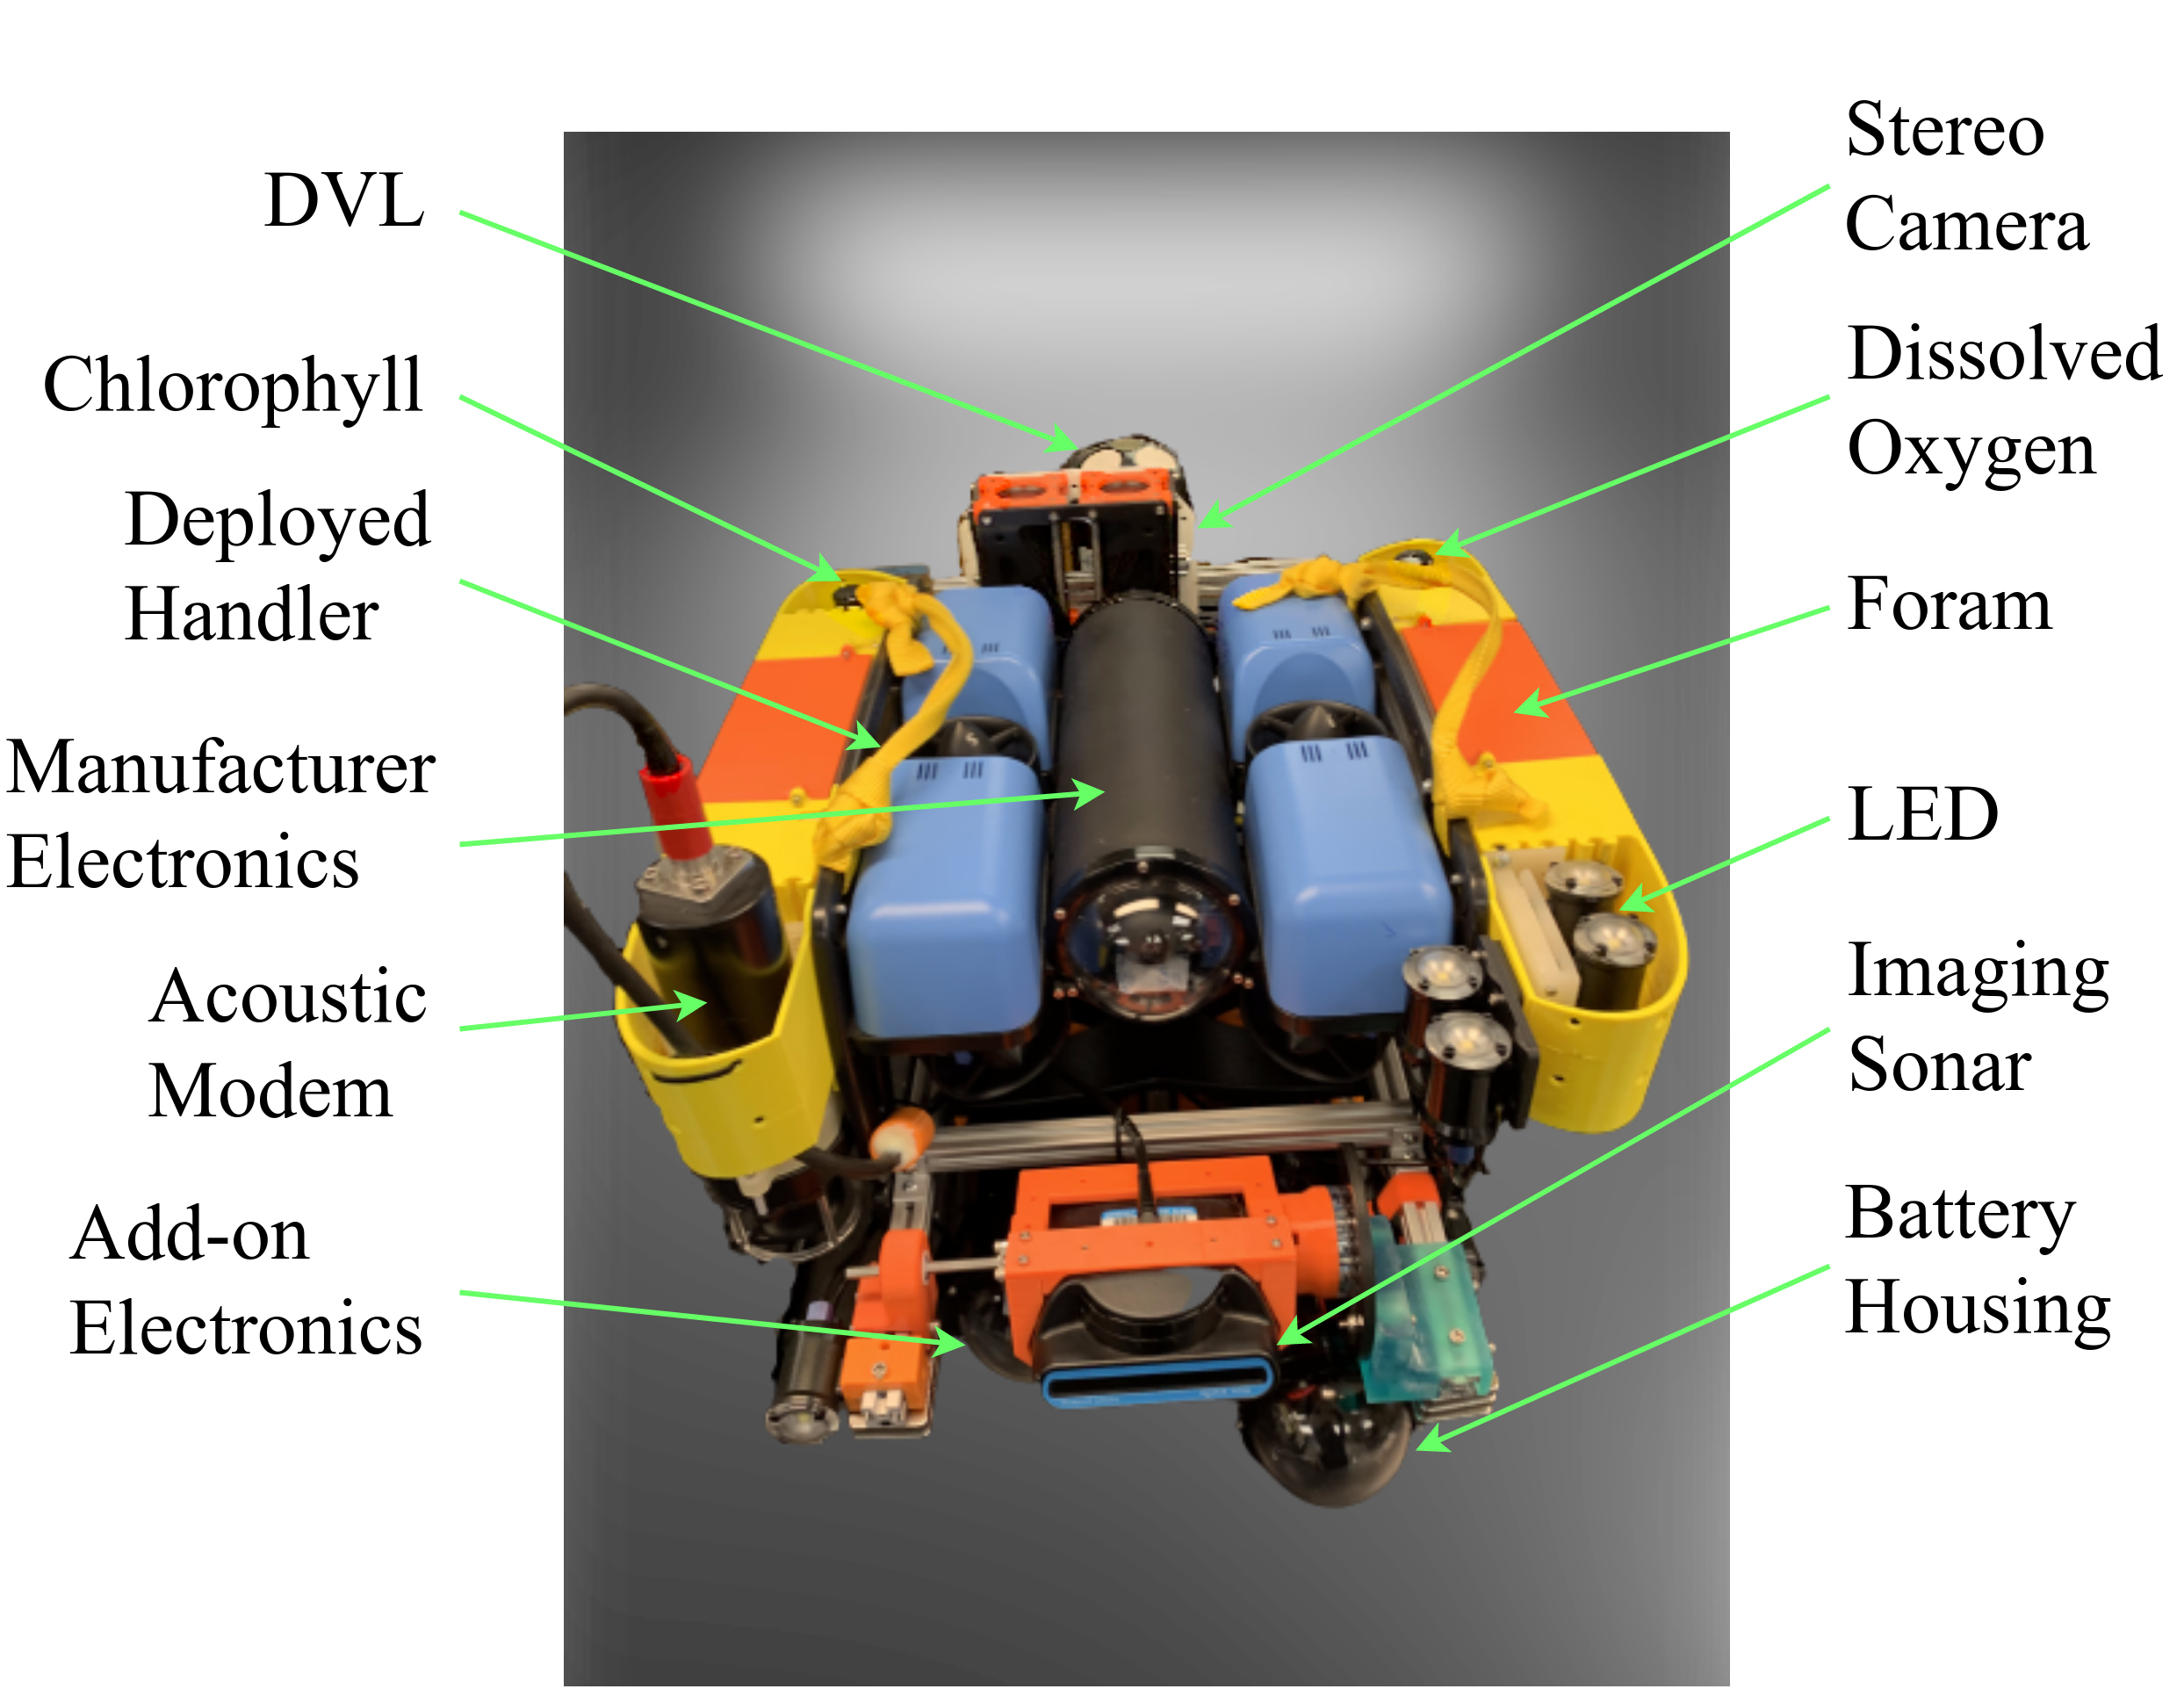 DVL
Chlorophyll
Deployed
Handler
Manufacturer
Electronics
Acoustic
Modem
Add-on
Electronics
Stereo
Camera
Dissolved
Oxygen
Foram
LED
Imaging
Sonar
Battery
Housing